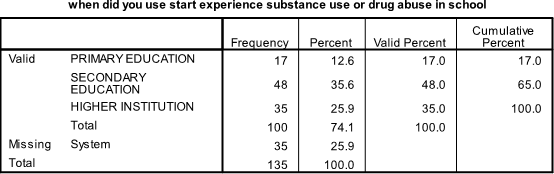 when did you use start experience substance use or drug abuse in school
Frequency Percent Valid Percent Cumulative Percent
Valid PRIMARY EDUCATION 17 12.6 17.0 17.0
SECONDARY EDUCATION 48 35.6 48.0 65.0
HIGHER INSTITUTION 35 25.9 35.0 100.0
Total 100 74.1 100.0
Missing System 35 25.9
Total 135 100.0